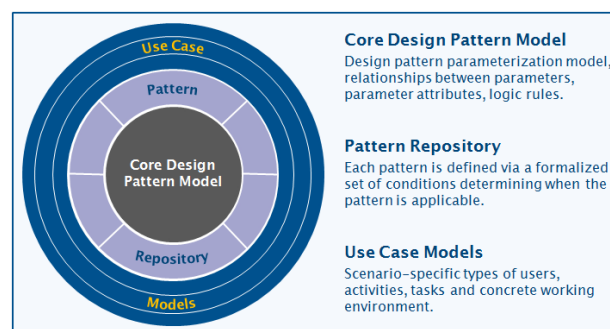 Use Case
Pattern
Core Design
Pattern Model
Repository
Models
Core Design Pattern Model
Design pattern parameterization model,
relationships between parameters,
parameter attributes, logic rules.
Pattern Repository
Each pattern is defined via a formalized
set of conditions determining when the
pattern is applicable.
Use Case Models
Scenario-specific types of users,
activities, tasks and concrete working
environment.